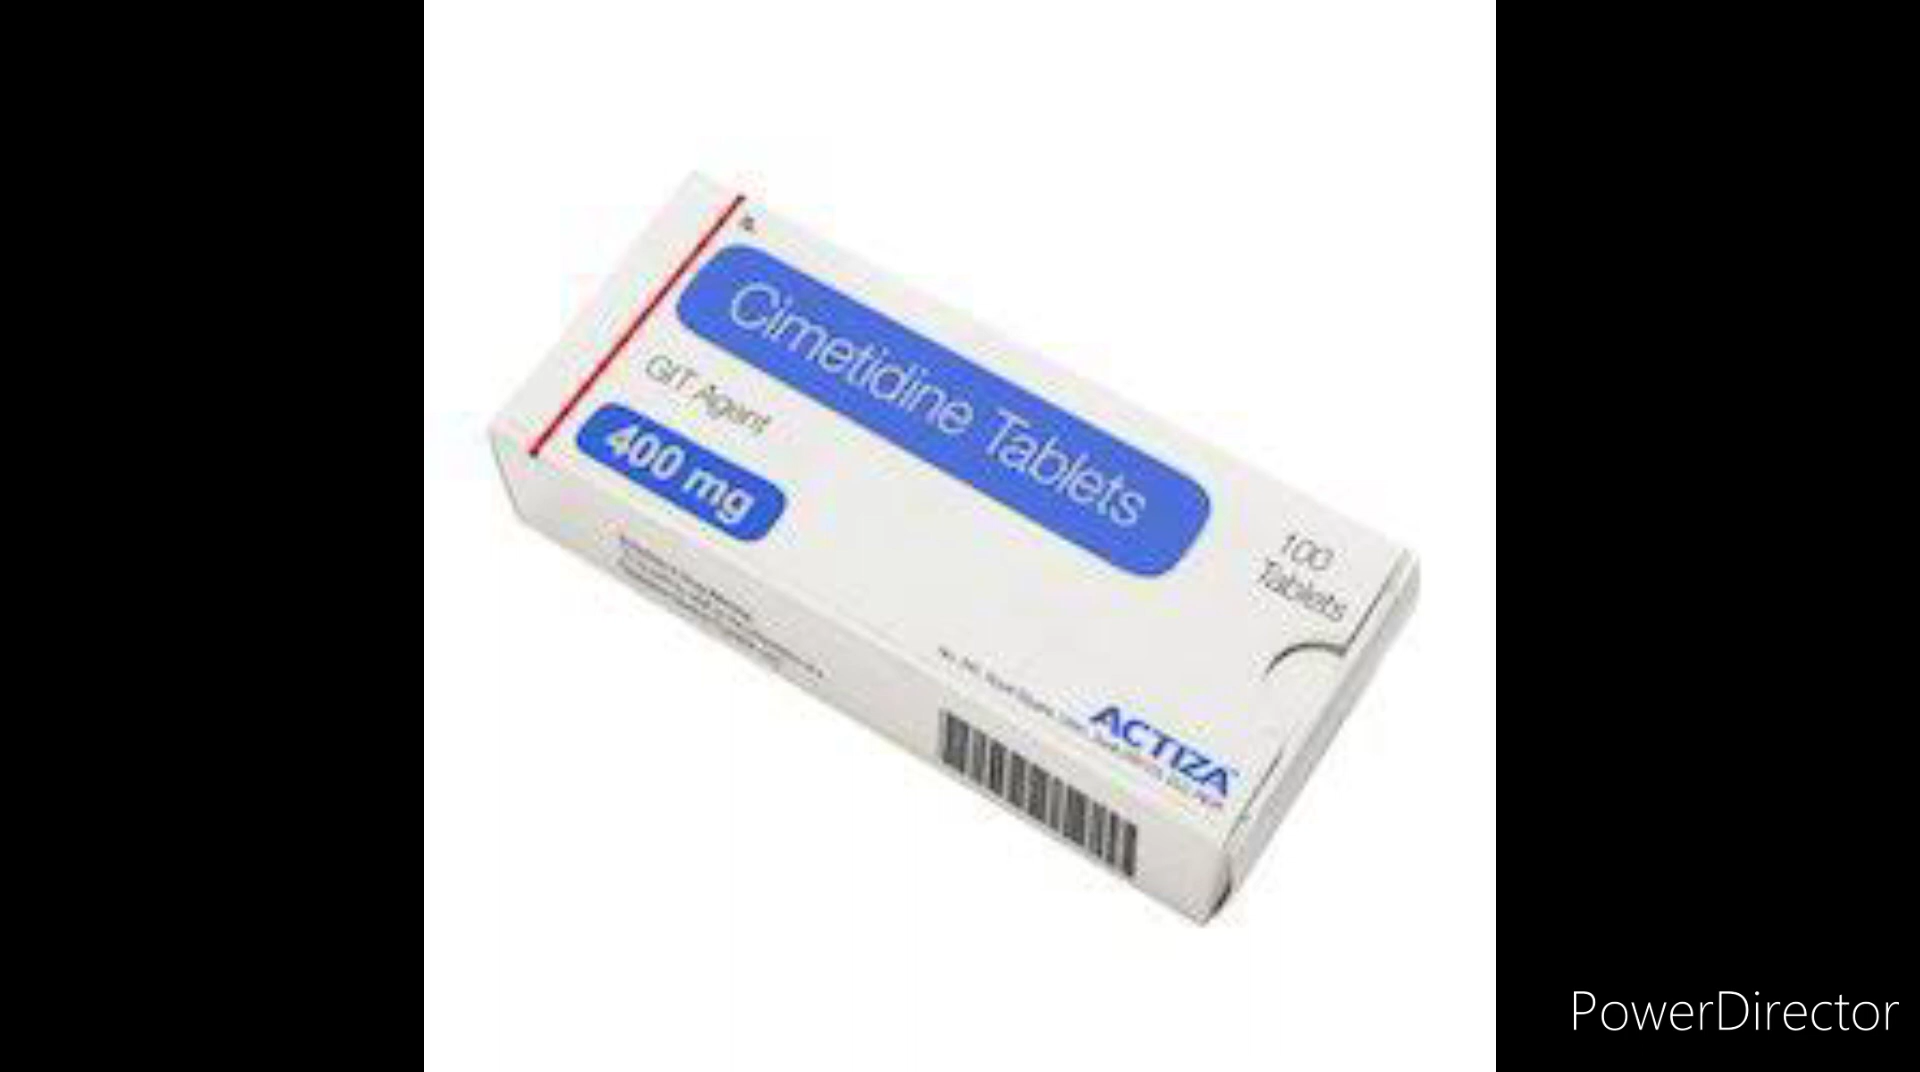 Cimetidine Tablets
GIT Agent
400 mg
100
Tablets
ACTIZA
PowerDirector